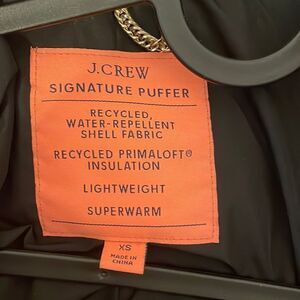 J.CREW
SIGNATURE PUFFER
RECYCLED,
WATER-REPELLENT
SHELL FABRIC
RECYCLED PRIMALOFT®
INSULATION
LIGHTWEIGHT
SUPERWARM
XS
MADE IN
CHINA